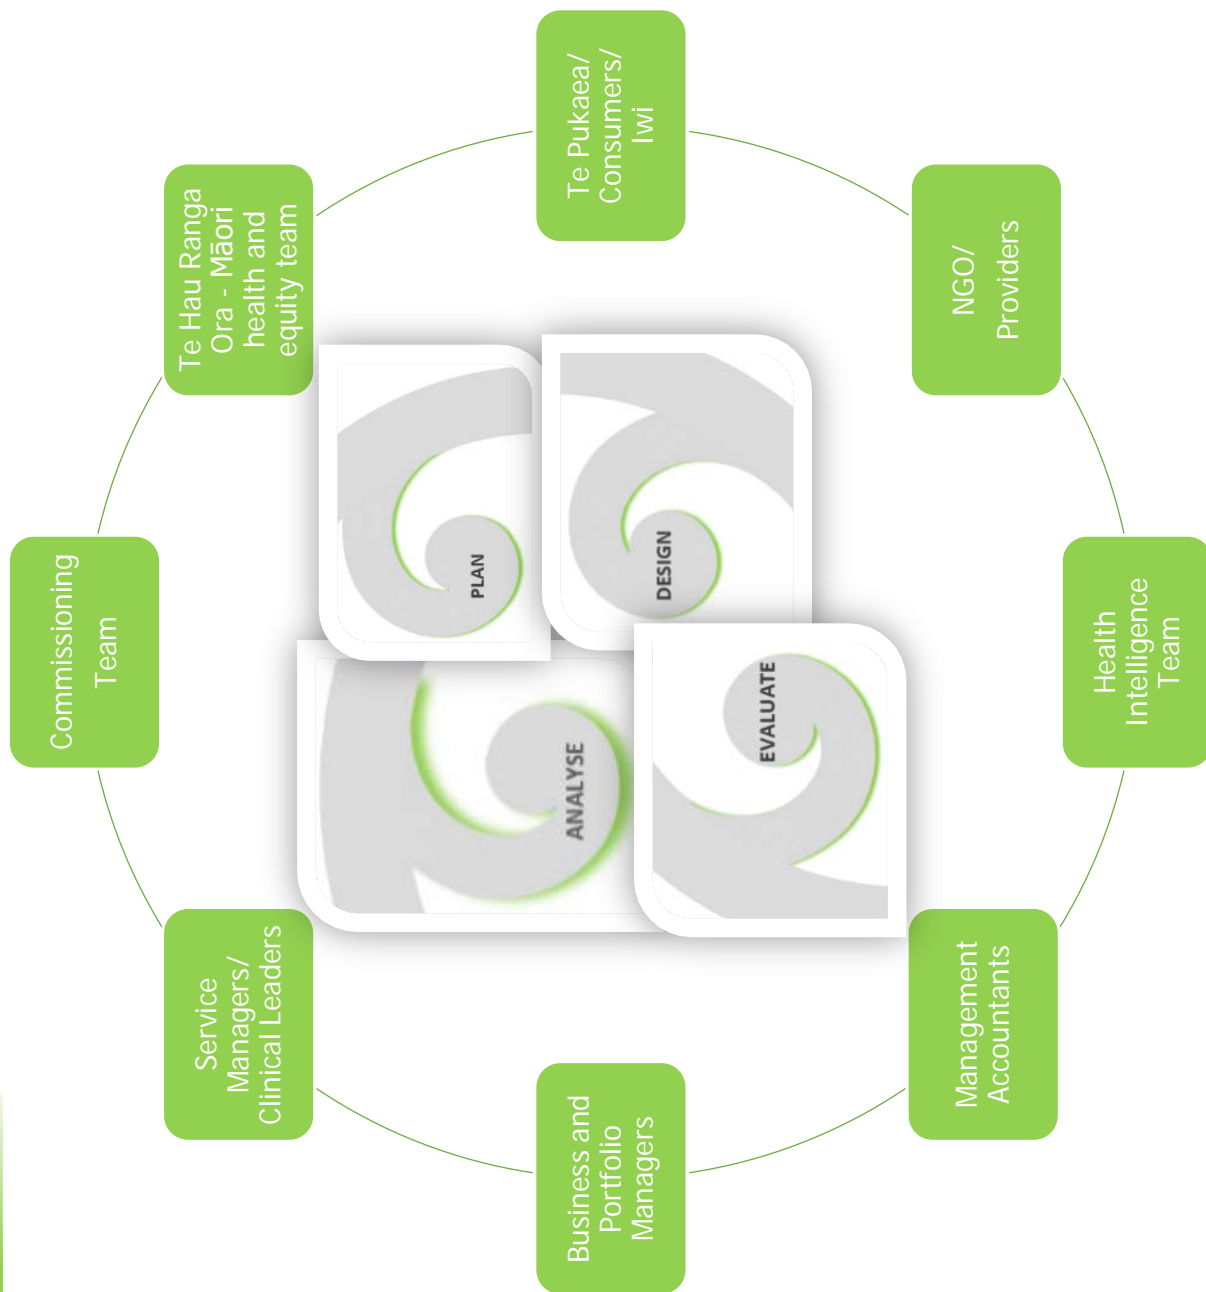 Commissioning
Team
Te Hau Ranga
Ora - Māori
health and
equity team
Te Pukaea/
Consumers/
Iwi
NGO/
Providers
Health
Intelligence
Team
Management
Accountants
Business and
Portfolio
Managers
Service
Managers/
Clinical Leaders
ANALYSE
PLAN
EVALUATE
DESIGN